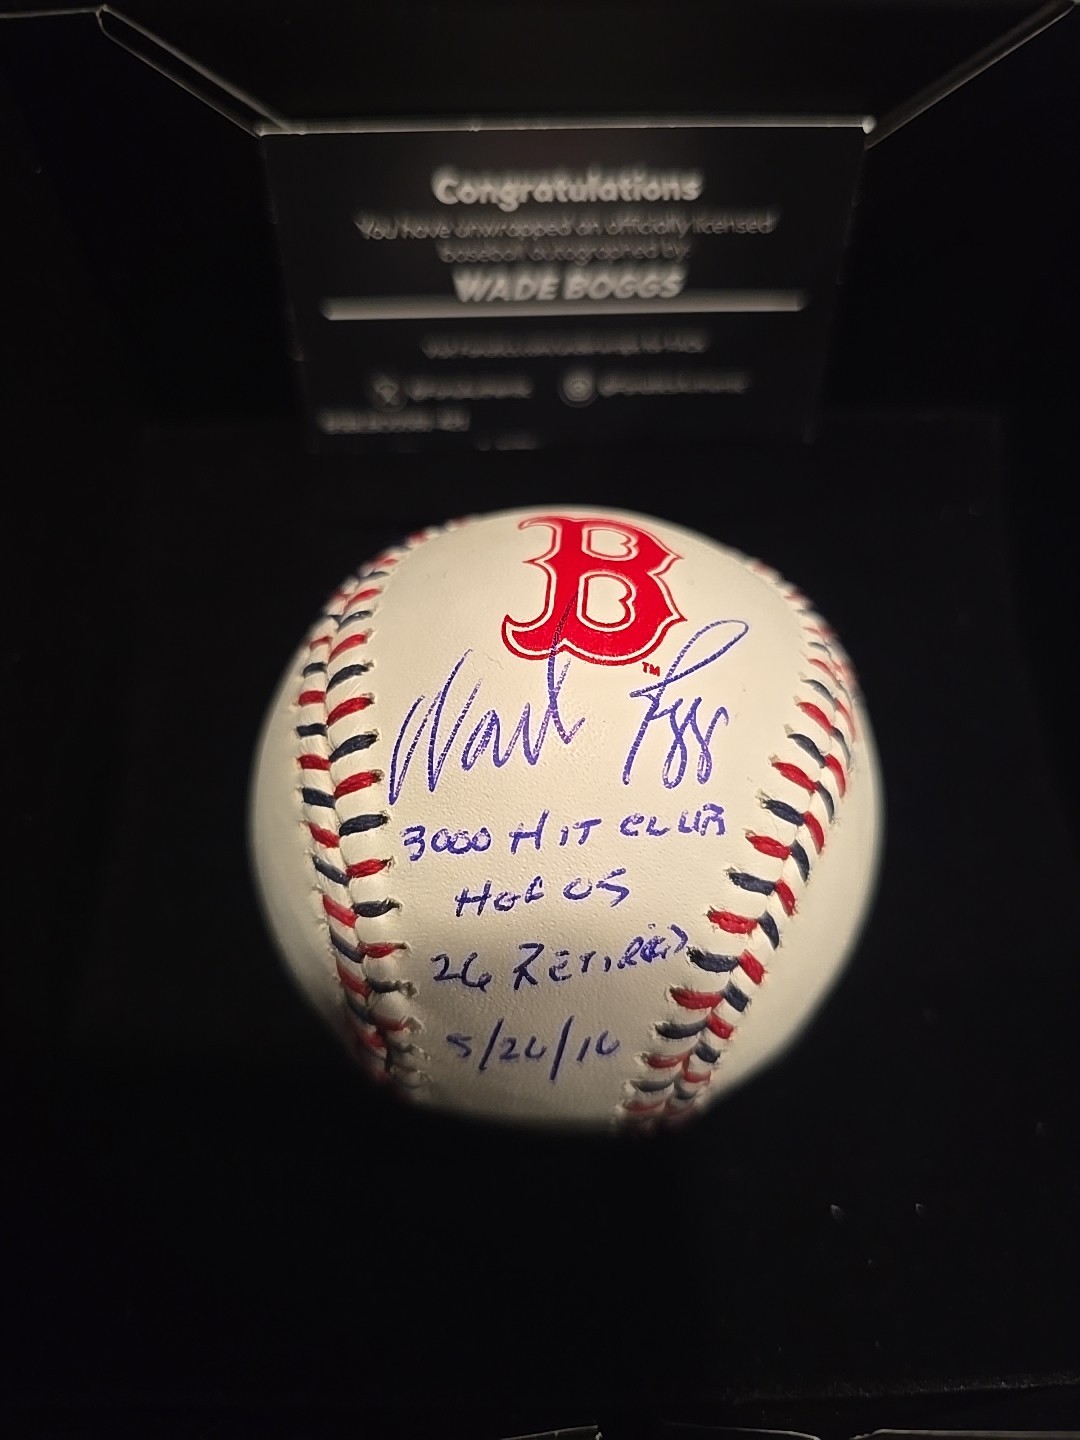 Congratulations
You have unwrapped an officially licensed
baseball autographed by:
WADE BOGGS
B
TM
Wade Boggs
3000 HIT CLUB
HOF 05
26 RETIRED
5/26/16